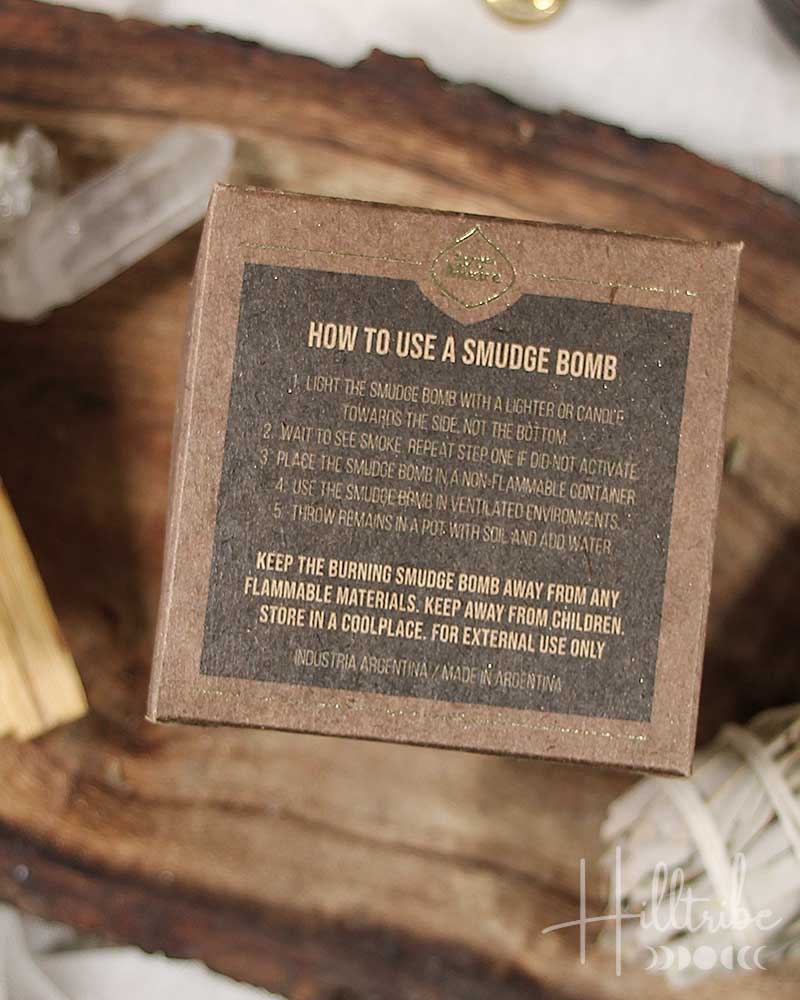 HOW TO USE A SMUDGE BOMB
1. LIGHT THE SMUDGE BOMB WITH A LIGHTER OR CANDLE
TOWARDS THE SIDE, NOT THE BOTTOM.
2. WAIT TO SEE SMOKE, REPEAT STEP ONE IF DID NOT ACTIVATE.
3. PLACE THE SMUDGE BOMB IN A NON-FLAMMABLE CONTAINER
4. USE THE SMUDGE BOMB IN VENTILATED ENVIRONMENTS.
5. THROW REMAINS IN A POT WITH SOIL AND ADD WATER.
KEEP THE BURNING SMUDGE BOMB AWAY FROM ANY
FLAMMABLE MATERIALS. KEEP AWAY FROM CHILDREN.
STORE IN A COOLPLACE. FOR EXTERNAL USE ONLY
INDUSTRIA ARGENTINA / MADE IN ARGENTINA
Hilltribe